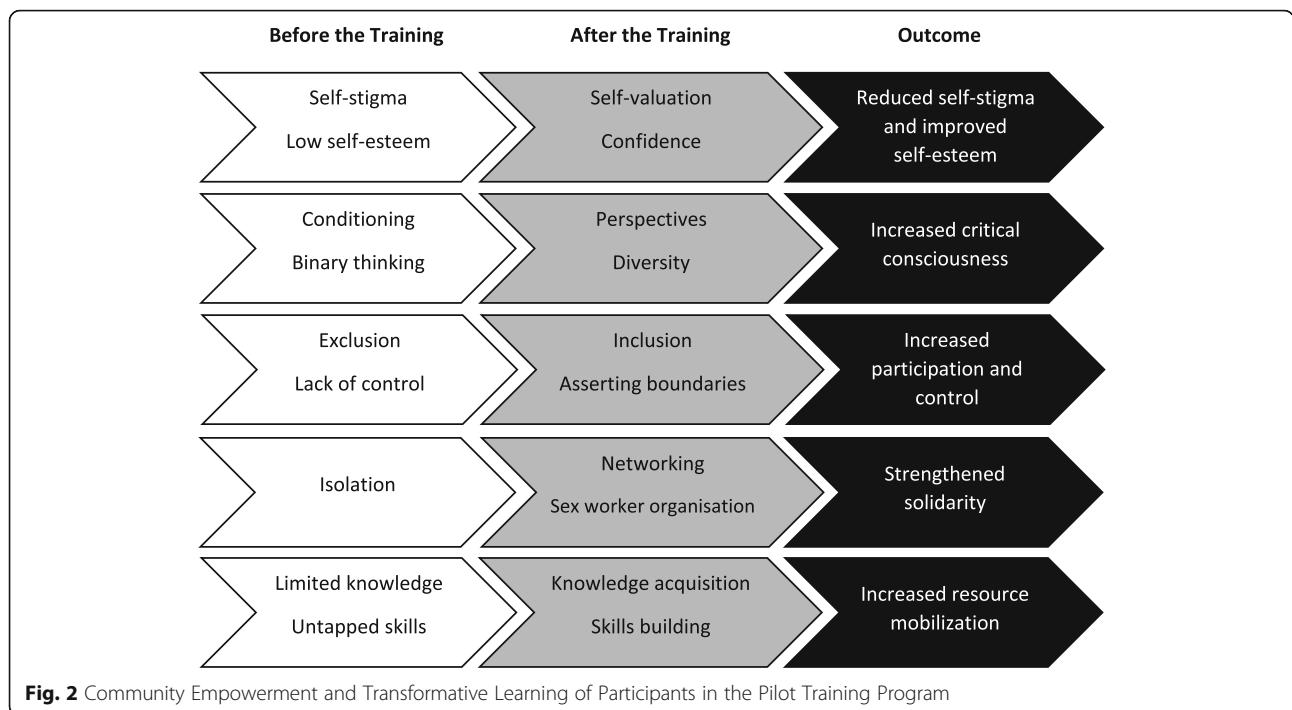 Before the Training
After the Training
Outcome
Self-stigma
Low self-esteem
Self-valuation
Confidence
Reduced self-stigma
and improved
self-esteem
Conditioning
Binary thinking
Perspectives
Diversity
Increased critical
consciousness
Exclusion
Lack of control
Inclusion
Asserting boundaries
Increased
participation and
control
Isolation
Networking
Sex worker organisation
Strengthened
solidarity
Limited knowledge
Untapped skills
Knowledge acquisition
Skills building
Increased resource
mobilization
Fig. 2 Community Empowerment and Transformative Learning of Participants in the Pilot Training Program